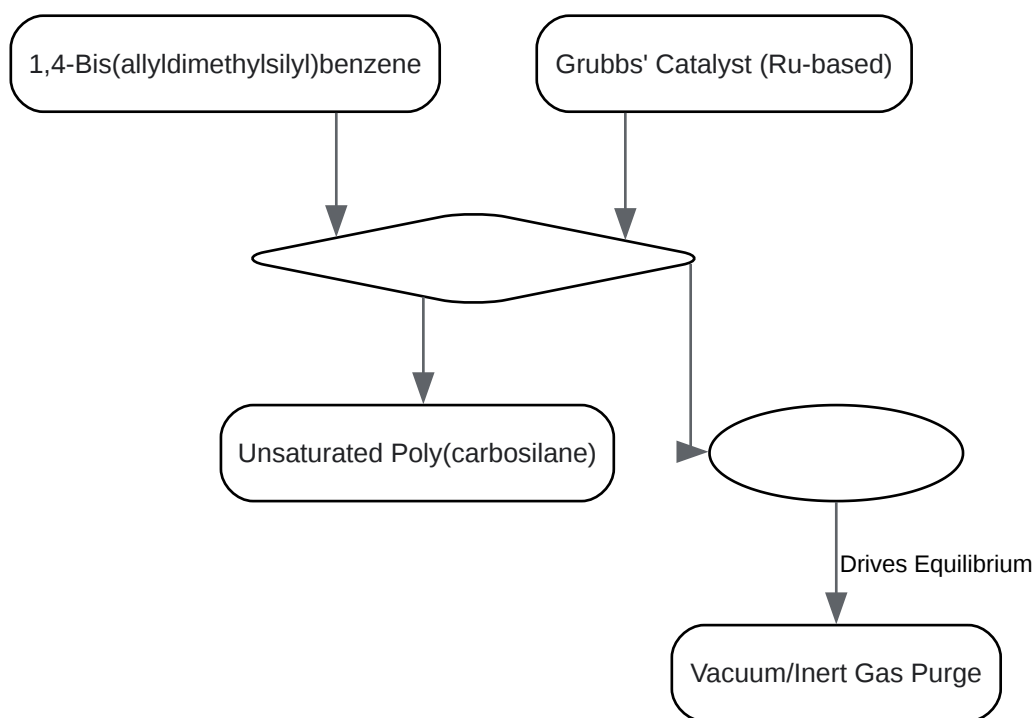 1,4-Bis(allyldimethylsilyl)benzene
Grubbs' Catalyst (Ru-based)
Unsaturated Poly(carbosilane)
Drives Equilibrium
Vacuum/Inert Gas Purge